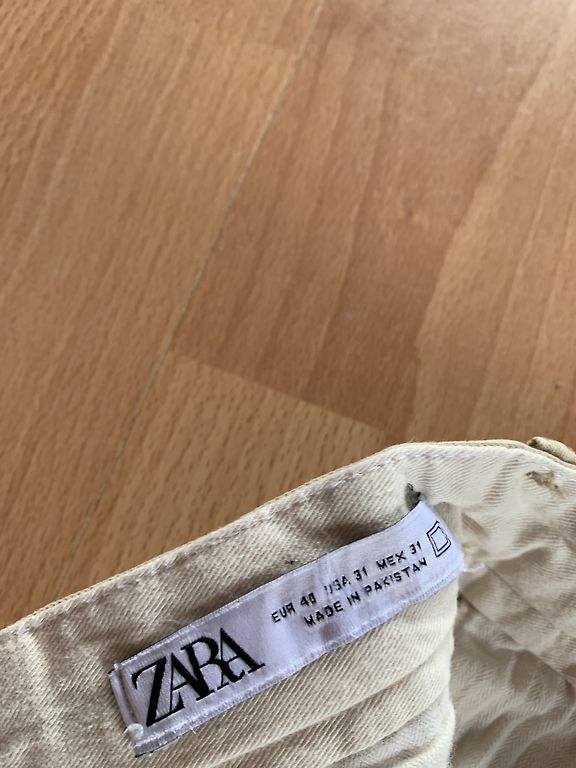 ZARA
EUR 40 USA 31 MEX 31
MADE IN PAKISTAN